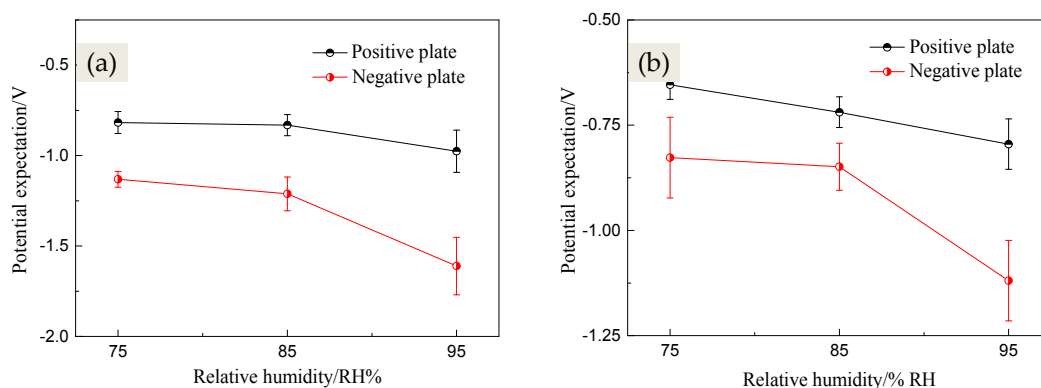 (a)
Positive plate
Negative plate
Potential expectation/V
-0.5
-1.0
-1.5
-2.0
75 85 95
Relative humidity/RH%
(b)
Positive plate
Negative plate
Potential expectation/V
-0.50
-0.75
-1.00
-1.25
75 85 95
Relative humidity/% RH